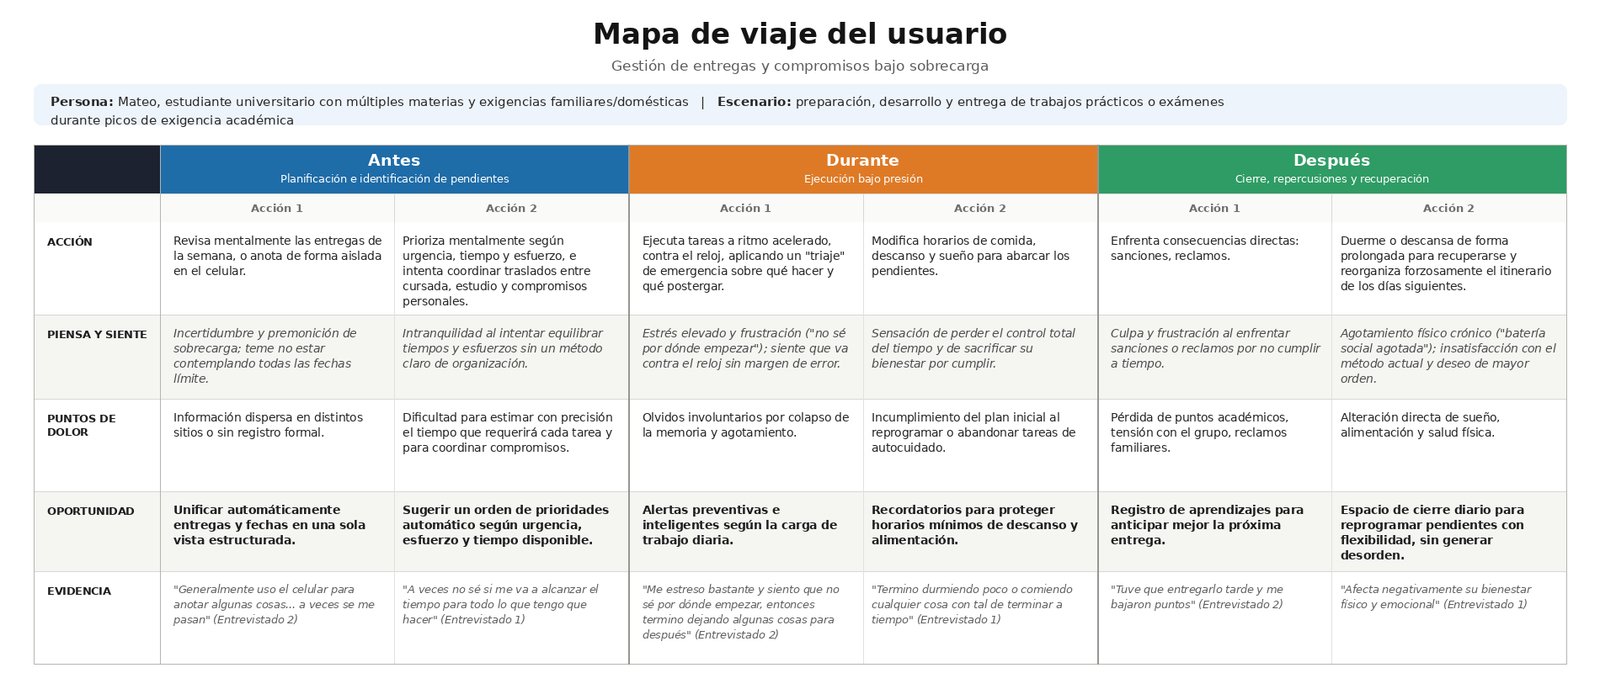 Mapa de viaje del usuario
Gestión de entregas y compromisos bajo sobrecarga
Persona: Mateo, estudiante universitario con múltiples materias y exigencias familiares/domésticas | Escenario: preparación, desarrollo y entrega de trabajos prácticos o exámenes
durante picos de exigencia académica
Antes
Planificación e identificación de pendientes
Durante
Ejecución bajo presión
Después
Cierre, repercusiones y recuperación
Acción 1
Acción 2
Acción 1
Acción 2
Acción 1
Acción 2
ACCIÓN
Revisa mentalmente las entregas de
la semana, o anota de forma aislada
en el celular.
Prioriza mentalmente según
urgencia, tiempo y esfuerzo, e
intenta coordinar traslados entre
cursada, estudio y compromisos
personales.
Ejecuta tareas a ritmo acelerado,
contra el reloj, aplicando un "triaje"
de emergencia sobre qué hacer y
qué postergar.
Modifica horarios de comida,
descanso y sueño para abarcar los
pendientes.
Enfrenta consecuencias directas:
sanciones, reclamos.
Duerme o descansa de forma
prolongada para recuperarse y
reorganiza forzosamente el itinerario
de los días siguientes.
PIENSA Y SIENTE
Incertidumbre y premonición de
sobrecarga; teme no estar
contemplando todas las fechas
límite.
Intranquilidad al intentar equilibrar
tiempos y esfuerzos sin un método
claro de organización.
Estrés elevado y frustración ("no sé
por dónde empezar"); siente que va
contra el reloj sin margen de error.
Sensación de perder el control total
del tiempo y de sacrificar su
bienestar por cumplir.
Culpa y frustración al enfrentar
sanciones o reclamos por no cumplir
a tiempo.
Agotamiento físico crónico ("batería
social agotada"); insatisfacción con el
método actual y deseo de mayor
orden.
PUNTOS DE
DOLOR
Información dispersa en distintos
sitios o sin registro formal.
Dificultad para estimar con precisión
el tiempo que requerirá cada tarea y
para coordinar compromisos.
Olvidos involuntarios por colapso de
la memoria y agotamiento.
Incumplimiento del plan inicial al
reprogramar o abandonar tareas de
autocuidado.
Pérdida de puntos académicos,
tensión con el grupo, reclamos
familiares.
Alteración directa de sueño,
alimentación y salud física.
OPORTUNIDAD
Unificar automáticamente
entregas y fechas en una sola
vista estructurada.
Sugerir un orden de prioridades
automático según urgencia,
esfuerzo y tiempo disponible.
Alertas preventivas e
inteligentes según la carga de
trabajo diaria.
Recordatorios para proteger
horarios mínimos de descanso y
alimentación.
Registro de aprendizajes para
anticipar mejor la próxima
entrega.
Espacio de cierre diario para
reprogramar pendientes con
flexibilidad, sin generar
desorden.
EVIDENCIA
"Generalmente uso el celular para
anotar algunas cosas... a veces se me
pasan" (Entrevistado 2)
"A veces no sé si me va a alcanzar el
tiempo para todo lo que tengo que
hacer" (Entrevistado 1)
"Me estreso bastante y siento que no
sé por dónde empezar, entonces
termino dejando algunas cosas para
después" (Entrevistado 2)
"Termino durmiendo poco o comiendo
cualquier cosa con tal de terminar a
tiempo" (Entrevistado 1)
"Tuve que entregarlo tarde y me
bajaron puntos" (Entrevistado 2)
"Afecta negativamente su bienestar
físico y emocional" (Entrevistado 1)